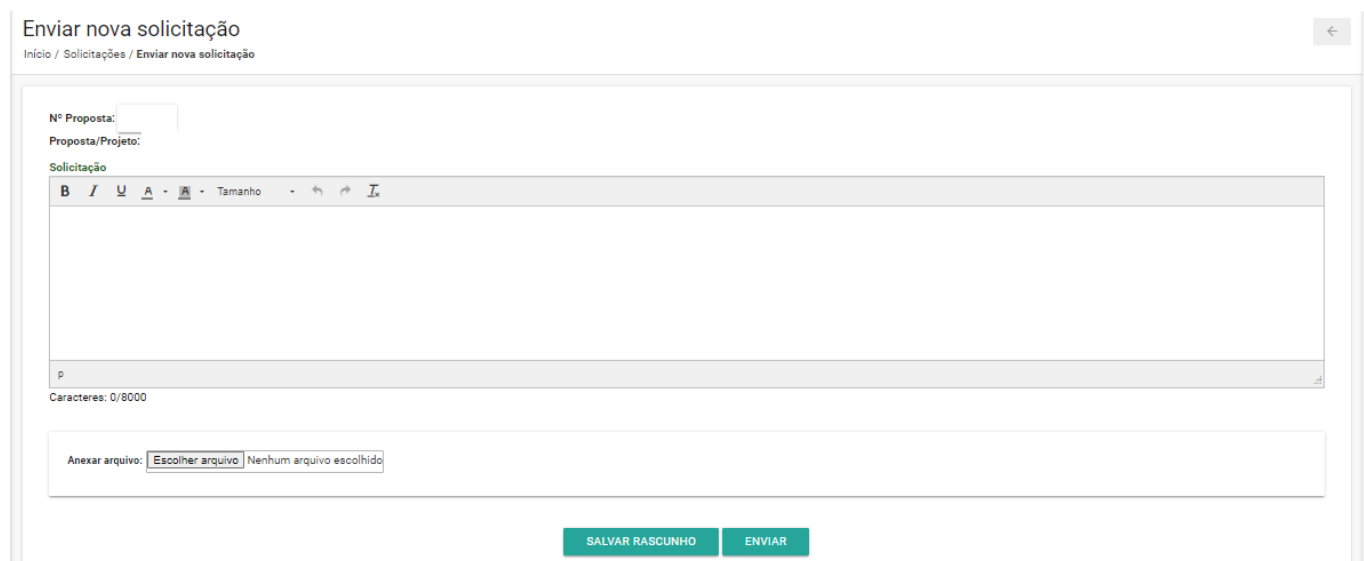 Enviar nova solicitação
Início / Solicitações / Enviar nova solicitação
Nº Proposta:
Proposta/Projeto:
Solicitação
B I U A A Tamanho Tx
p
Caracteres: 0/8000
Anexar arquivo: Escolher arquivo Nenhum arquivo escolhido
SALVAR RASCUNHO ENVIAR